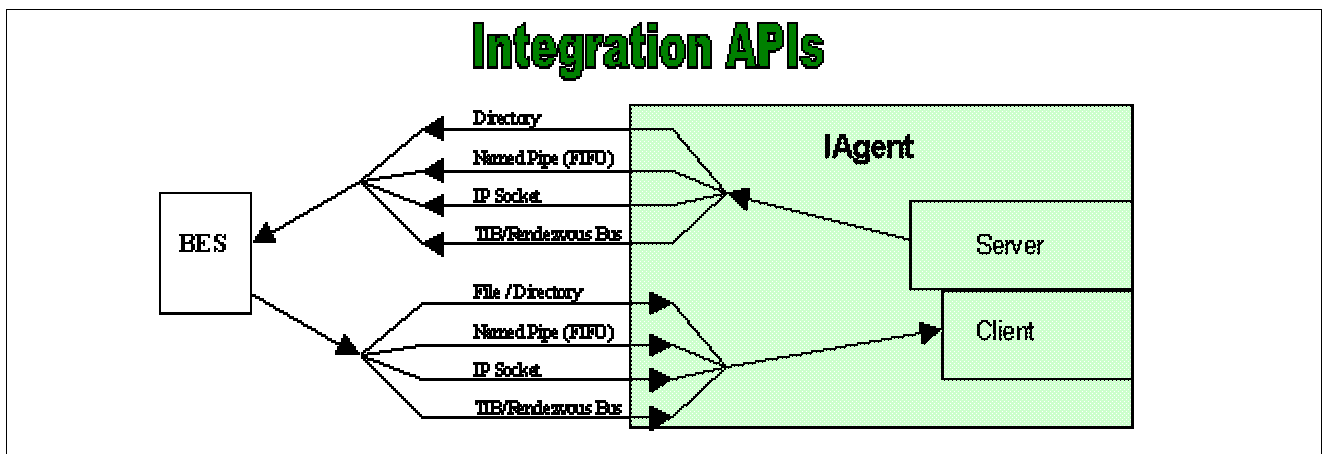 Integration APIs
Directory
Named Pipe (FIFO)
IP Socket
TIB/Rendezvous Bus
IAgent
BES
Server
File / Directory
Named Pipe (FIFO)
IP Socket
TIB/Rendezvous Bus
Client